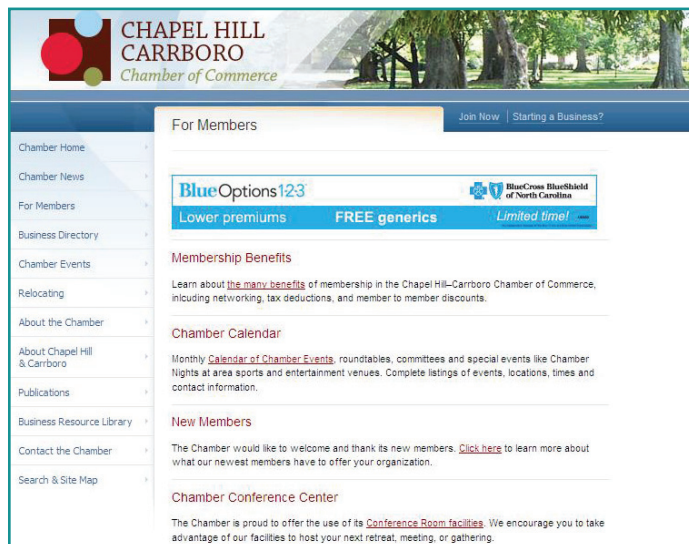 CHAPEL HILL
CARRBORO
Chamber of Commerce
Join Now | Starting a Business?
For Members
Chamber Home
Chamber News
For Members
Business Directory
Chamber Events
Relocating
About the Chamber
About Chapel Hill
& Carrboro
Publications
Business Resource Library
Contact the Chamber
Search & Site Map
BlueOptions 1·2·3
BlueCross BlueShield
of North Carolina
Lower premiums FREE generics Limited time!
Membership Benefits
Learn about the many benefits of membership in the Chapel Hill–Carrboro Chamber of Commerce,
inlcuding networking, tax deductions, and member to member discounts.
Chamber Calendar
Monthly Calendar of Chamber Events, roundtables, committees and special events like Chamber
Nights at area sports and entertainment venues. Complete listings of events, locations, times and
contact information.
New Members
The Chamber would like to welcome and thank its new members. Click here to learn more about
what our newest members have to offer your organization.
Chamber Conference Center
The Chamber is proud to offer the use of its Conference Room facilities. We encourage you to take
advantage of our facilities to host your next retreat, meeting, or gathering.